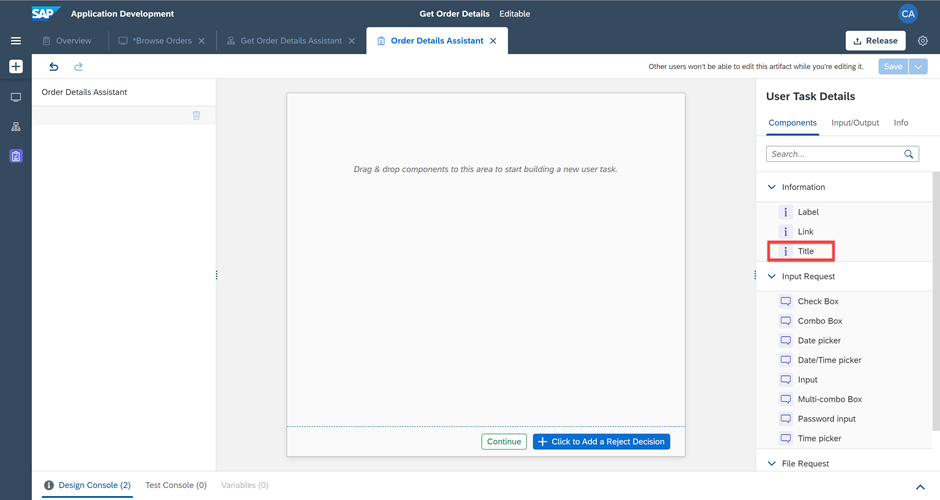 SAP Application Development Get Order Details Editable CA
Overview *Browse Orders Get Order Details Assistant Order Details Assistant Release
Other users won't be able to edit this artifact while you're editing it. Save
Order Details Assistant
Drag & drop components to this area to start building a new user task.
Continue Click to Add a Reject Decision
User Task Details
Components Input/Output Info
Search...
Information
Label
Link
Title
Input Request
Check Box
Combo Box
Date picker
Date/Time picker
Input
Multi-combo Box
Password input
Time picker
File Request
Design Console (2) Test Console (0) Variables (0)